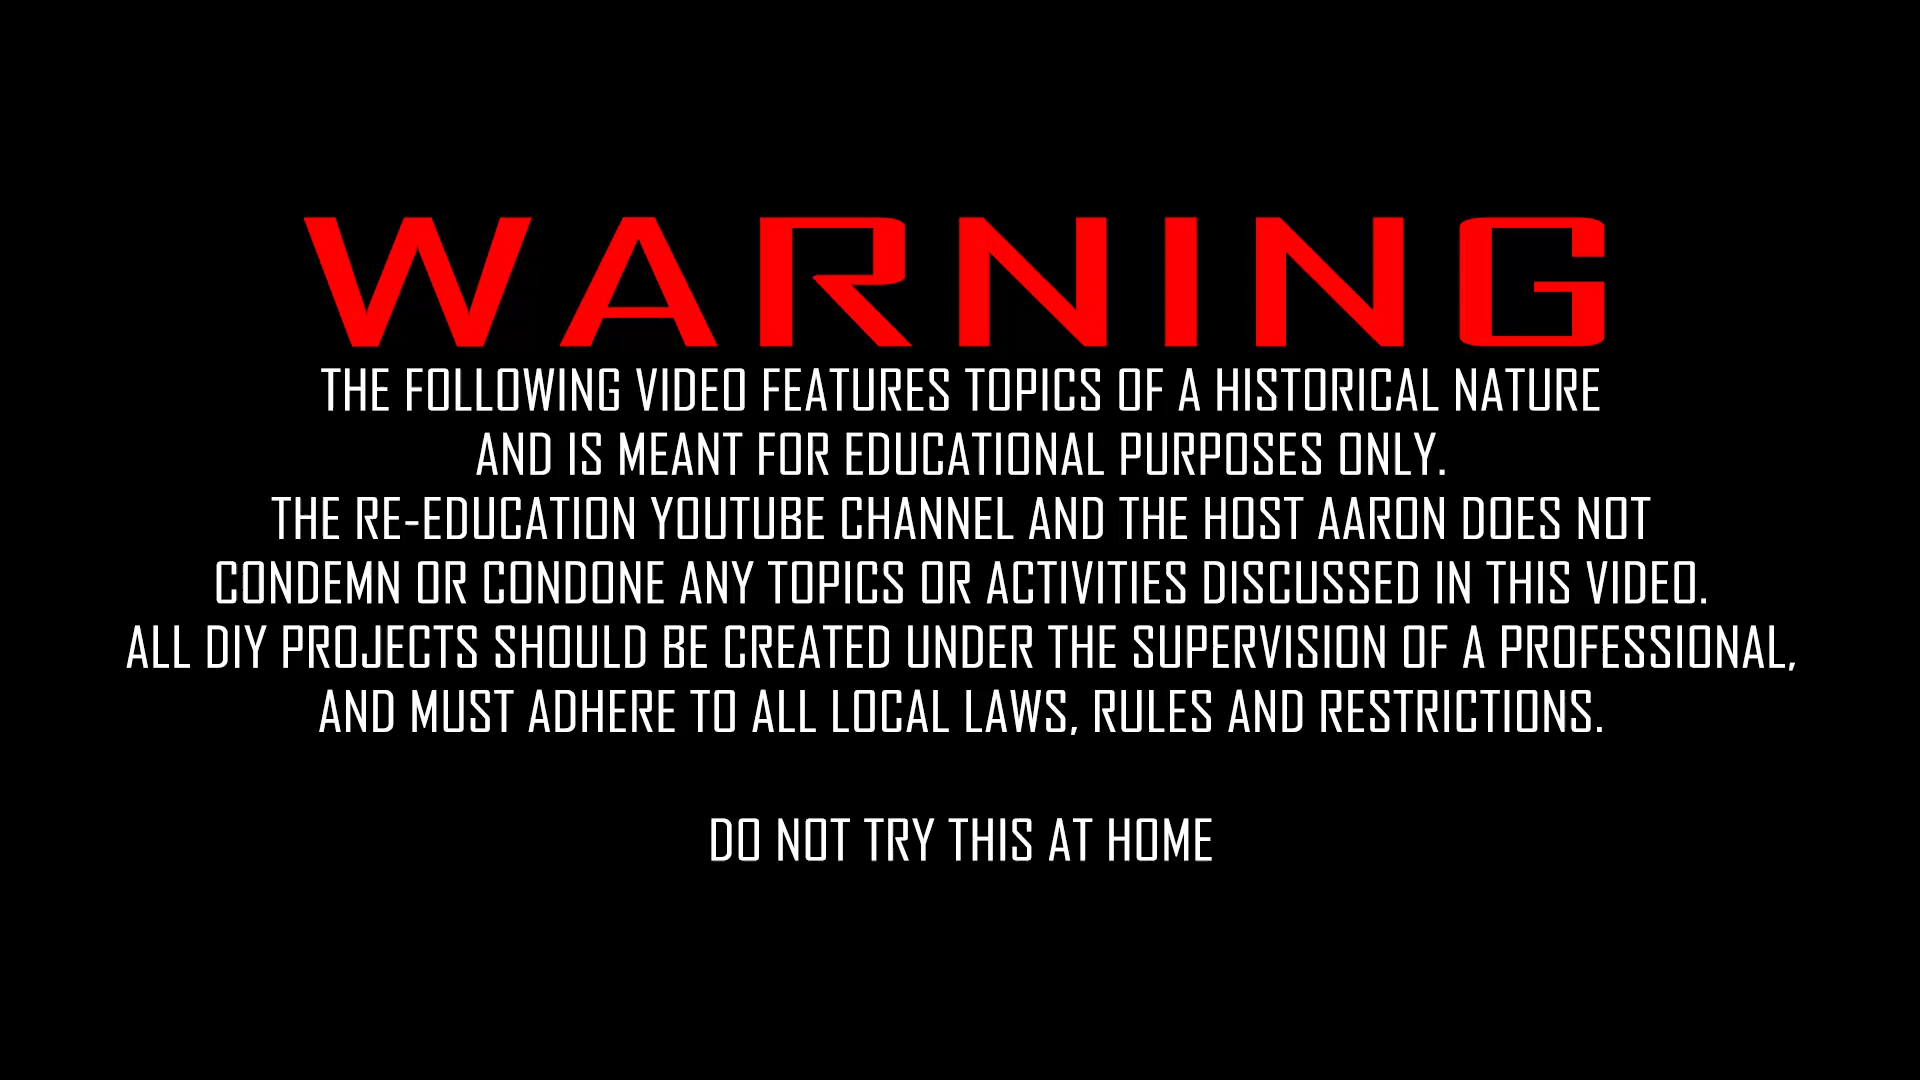 WARNING
THE FOLLOWING VIDEO FEATURES TOPICS OF A HISTORICAL NATURE
AND IS MEANT FOR EDUCATIONAL PURPOSES ONLY.
THE RE-EDUCATION YOUTUBE CHANNEL AND THE HOST AARON DOES NOT
CONDEMN OR CONDONE ANY TOPICS OR ACTIVITIES DISCUSSED IN THIS VIDEO.
ALL DIY PROJECTS SHOULD BE CREATED UNDER THE SUPERVISION OF A PROFESSIONAL,
AND MUST ADHERE TO ALL LOCAL LAWS, RULES AND RESTRICTIONS.
DO NOT TRY THIS AT HOME